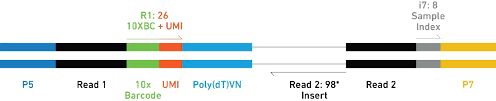 R1: 26
10XBC + UMI
i7: 8
Sample
Index
P5
Read 1
10x
Barcode
UMI
Poly(dT)VN
Read 2: 98*
Insert
Read 2
P7